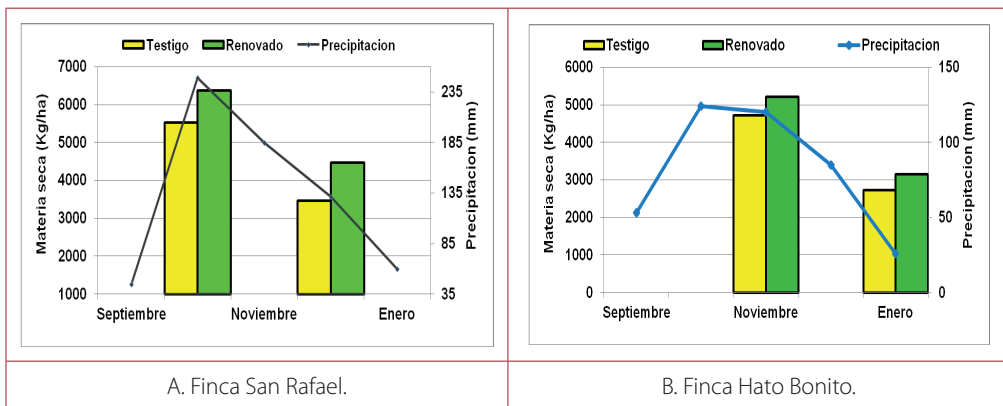 Testigo Renovado Precipitacion
Materia seca (Kg/ha)
7000
6000
5000
4000
3000
2000
1000
235
185
135
85
35
Precipitacion (mm)
Septiembre Noviembre Enero
A. Finca San Rafael.
Testigo Renovado Precipitacion
Materia seca (Kg/ha)
6000
5000
4000
3000
2000
1000
0
150
100
50
0
Precipitacion (mm)
Septiembre Noviembre Enero
B. Finca Hato Bonito.